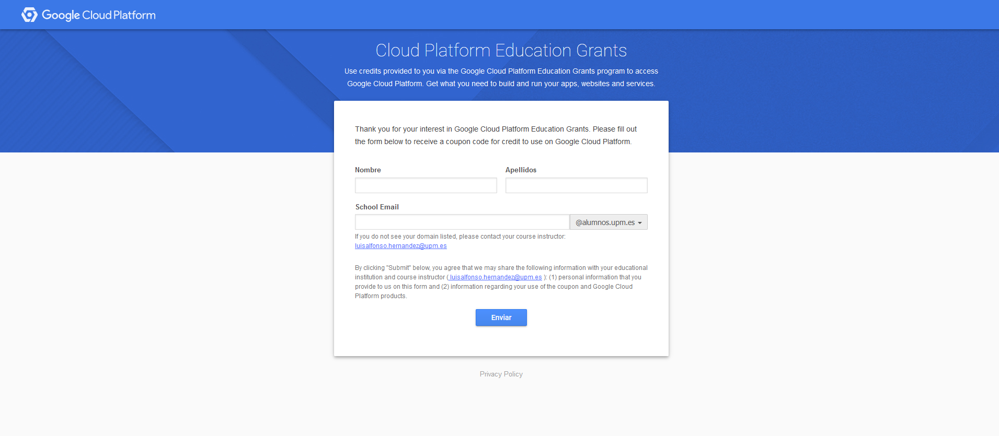 Google Cloud Platform
Cloud Platform Education Grants
Use credits provided to you via the Google Cloud Platform Education Grants program to access
Google Cloud Platform. Get what you need to build and run your apps, websites and services.
Thank you for your interest in Google Cloud Platform Education Grants. Please fill out
the form below to receive a coupon code for credit to use on Google Cloud Platform.
Nombre Apellidos
School Email
@alumnos.upm.es
If you do not see your domain listed, please contact your course instructor:
luisalfonso.hernandez@upm.es
By clicking "Submit" below, you agree that we may share the following information with your educational
institution and course instructor ( luisalfonso.hernandez@upm.es ): (1) personal information that you
provide to us on this form and (2) information regarding your use of the coupon and Google Cloud
Platform products.
Enviar
Privacy Policy